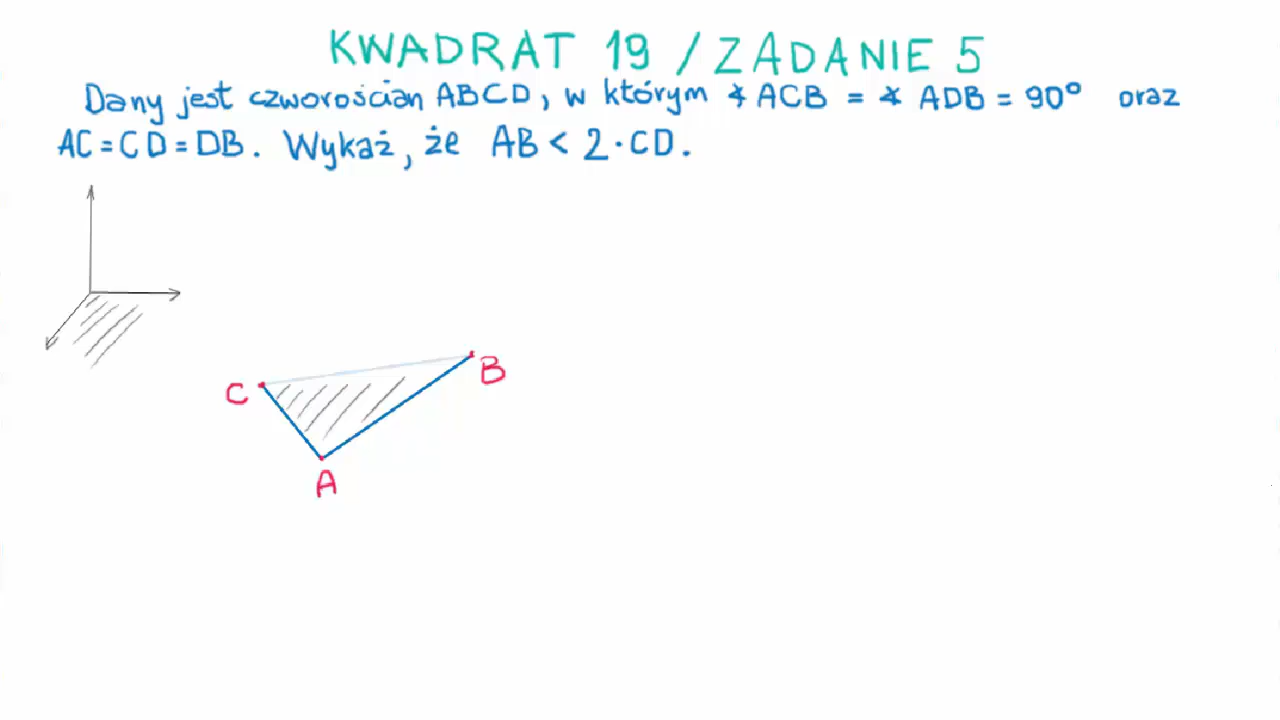 KWADRAT 19 / ZADANIE 5
Dany jest czworościan ABCD, w którym ∢ ACB = ∢ ADB = 90° oraz
AC = CD = DB. Wykaż, że AB < 2 · CD.
B
C
A